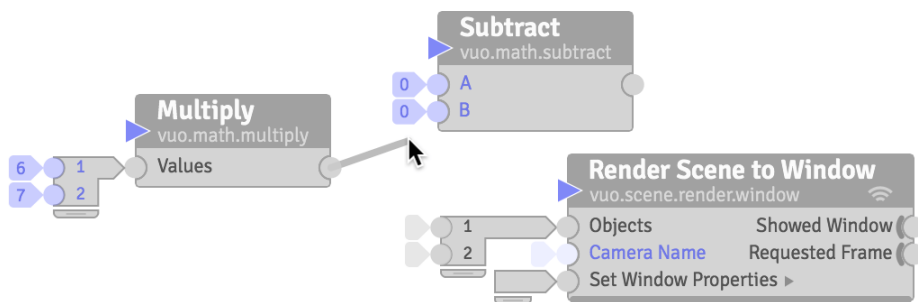 Subtract
vuo.math.subtract
0 A
0 B
Multiply
vuo.math.multiply
6 1 Values
7 2
Render Scene to Window
vuo.scene.render.window
1 Objects Showed Window
2 Camera Name Requested Frame
Set Window Properties